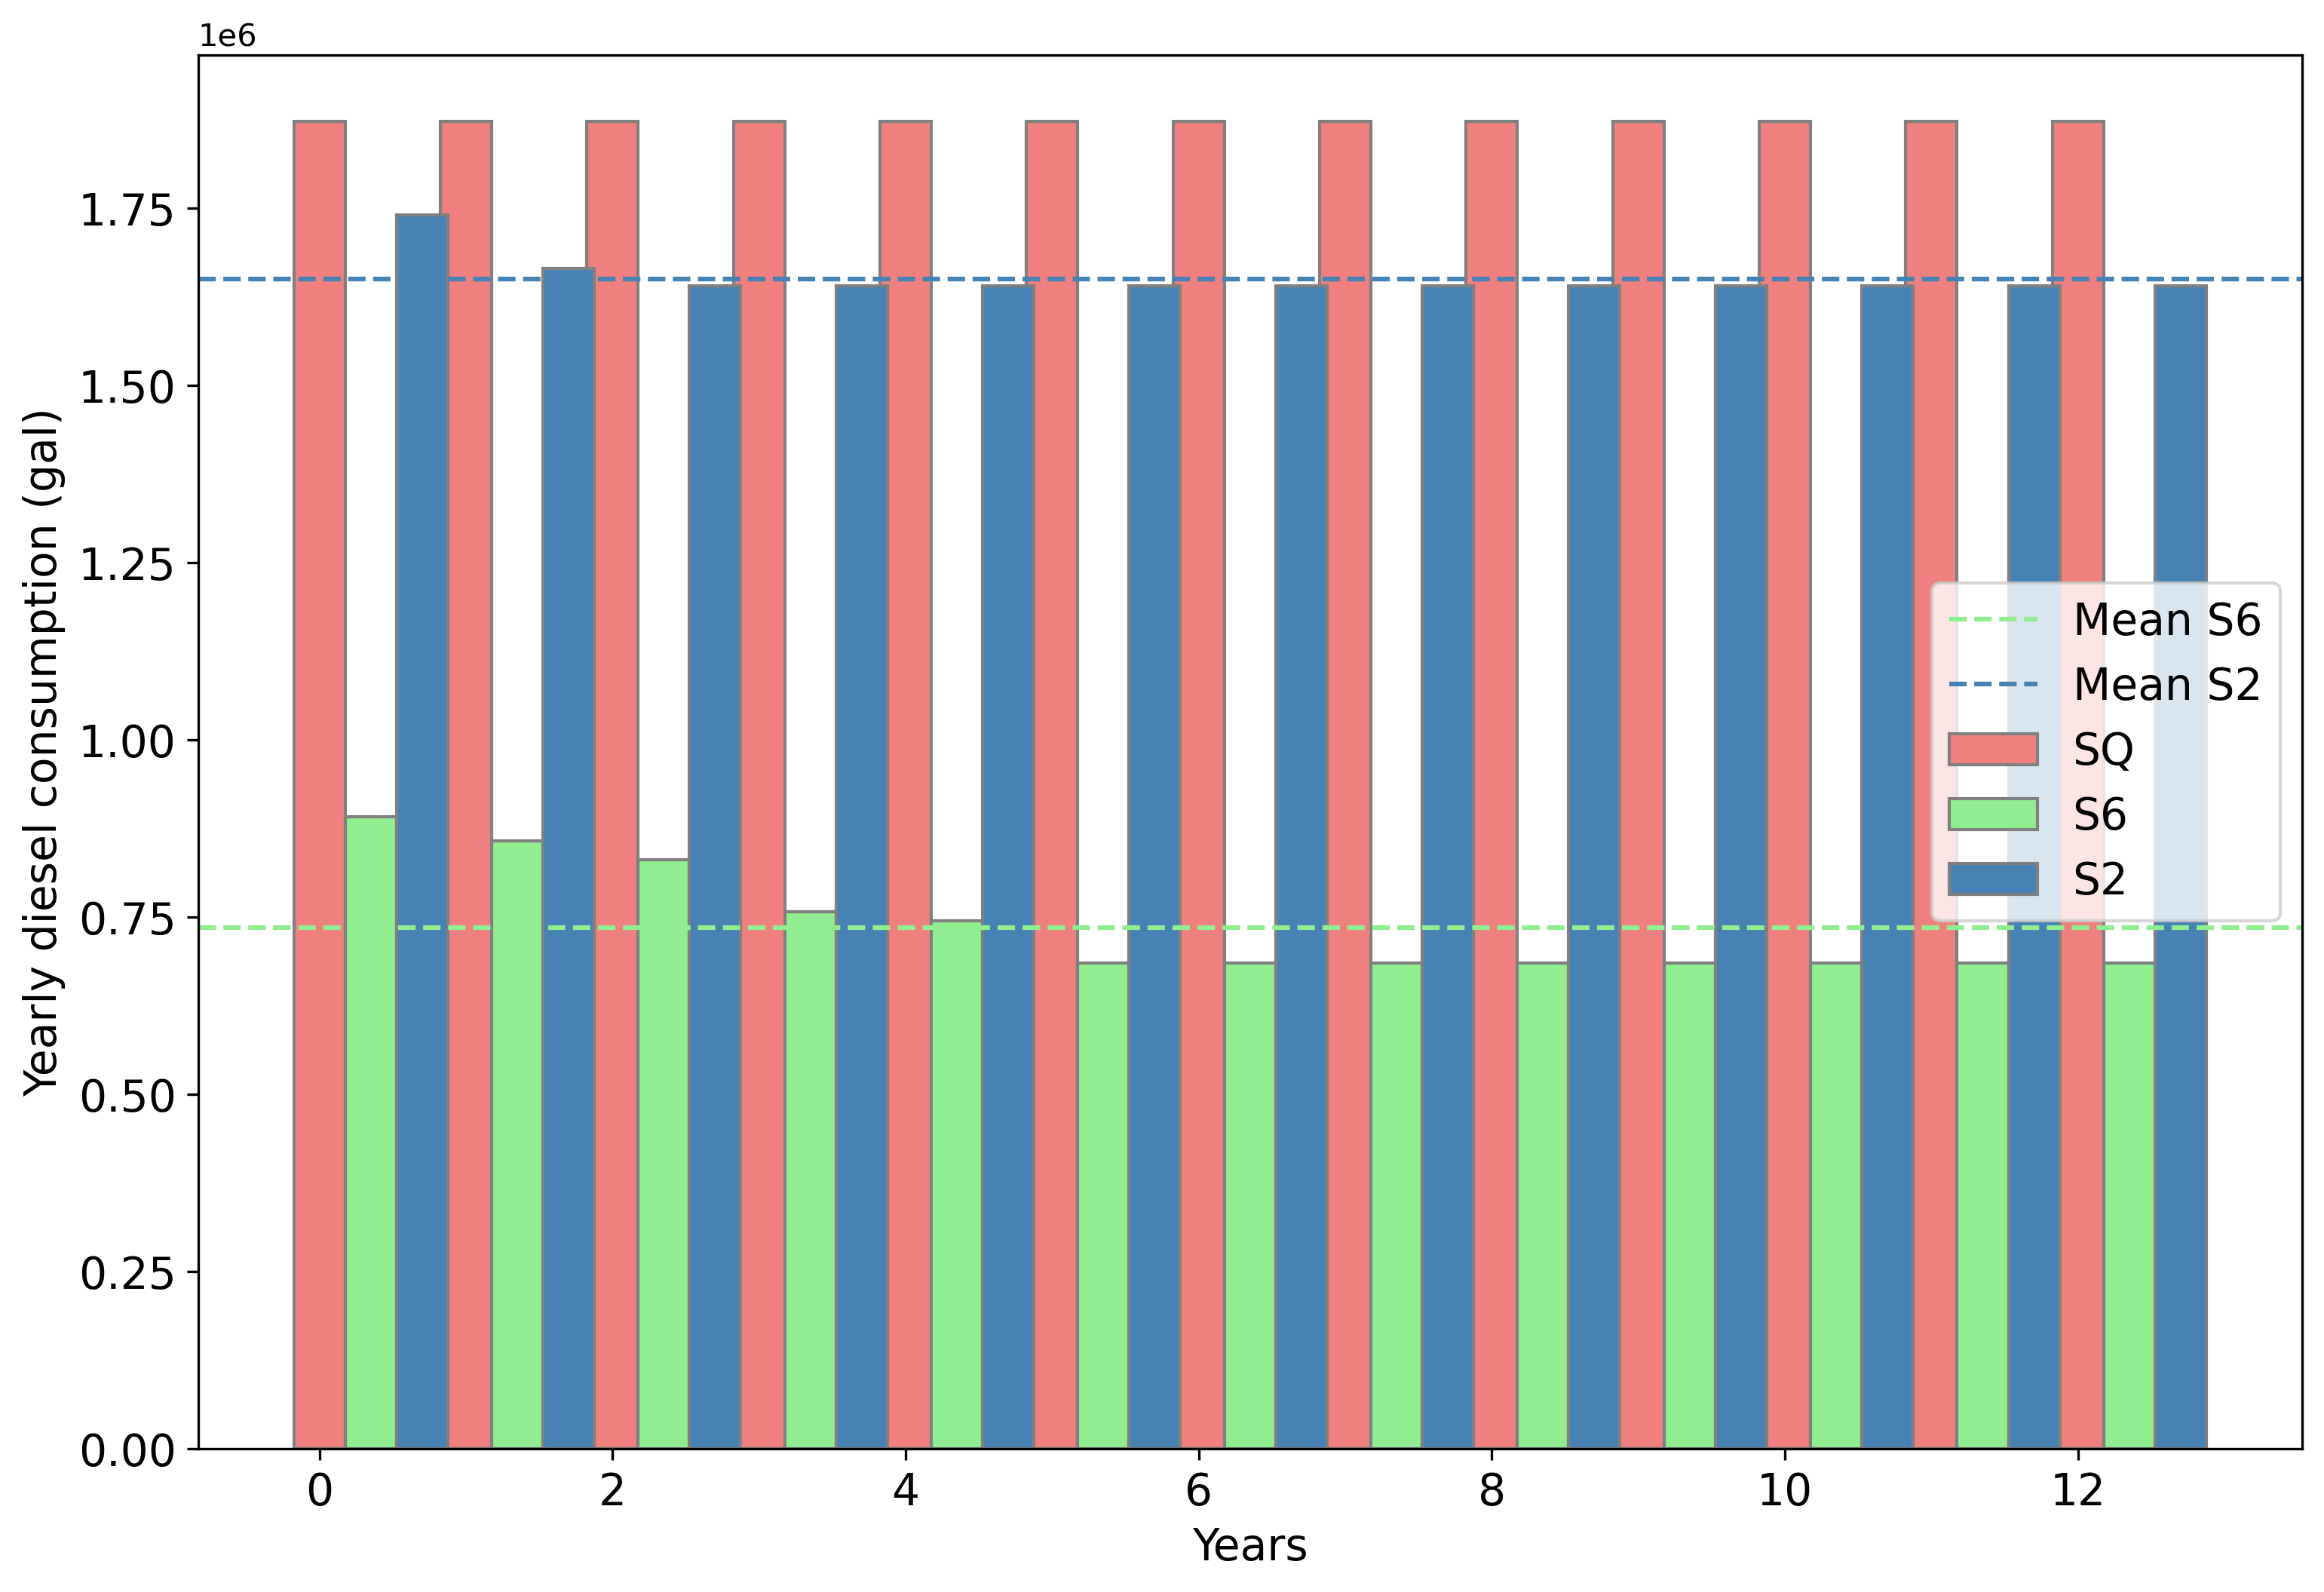 1e6
1.75
1.50
1.25
1.00
0.75
0.50
0.25
0.00
Yearly diesel consumption (gal)
Mean S6
Mean S2
SQ
S6
S2
0 2 4 6 8 10 12
Years